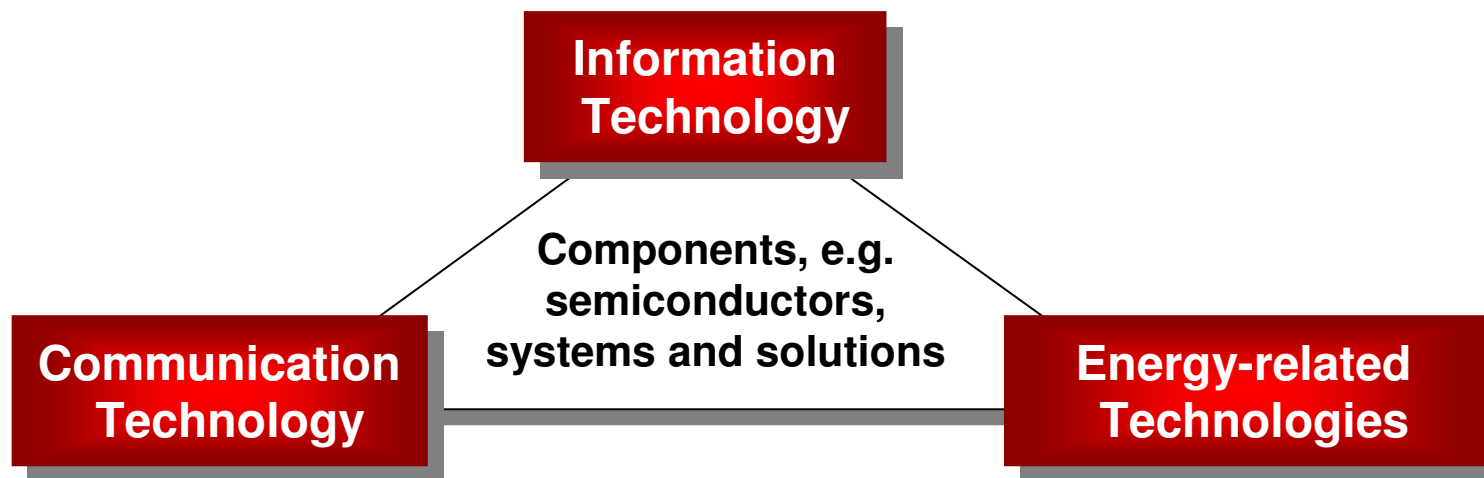 Information
Technology
Components, e.g.
semiconductors,
systems and solutions
Communication
Technology
Energy-related
Technologies